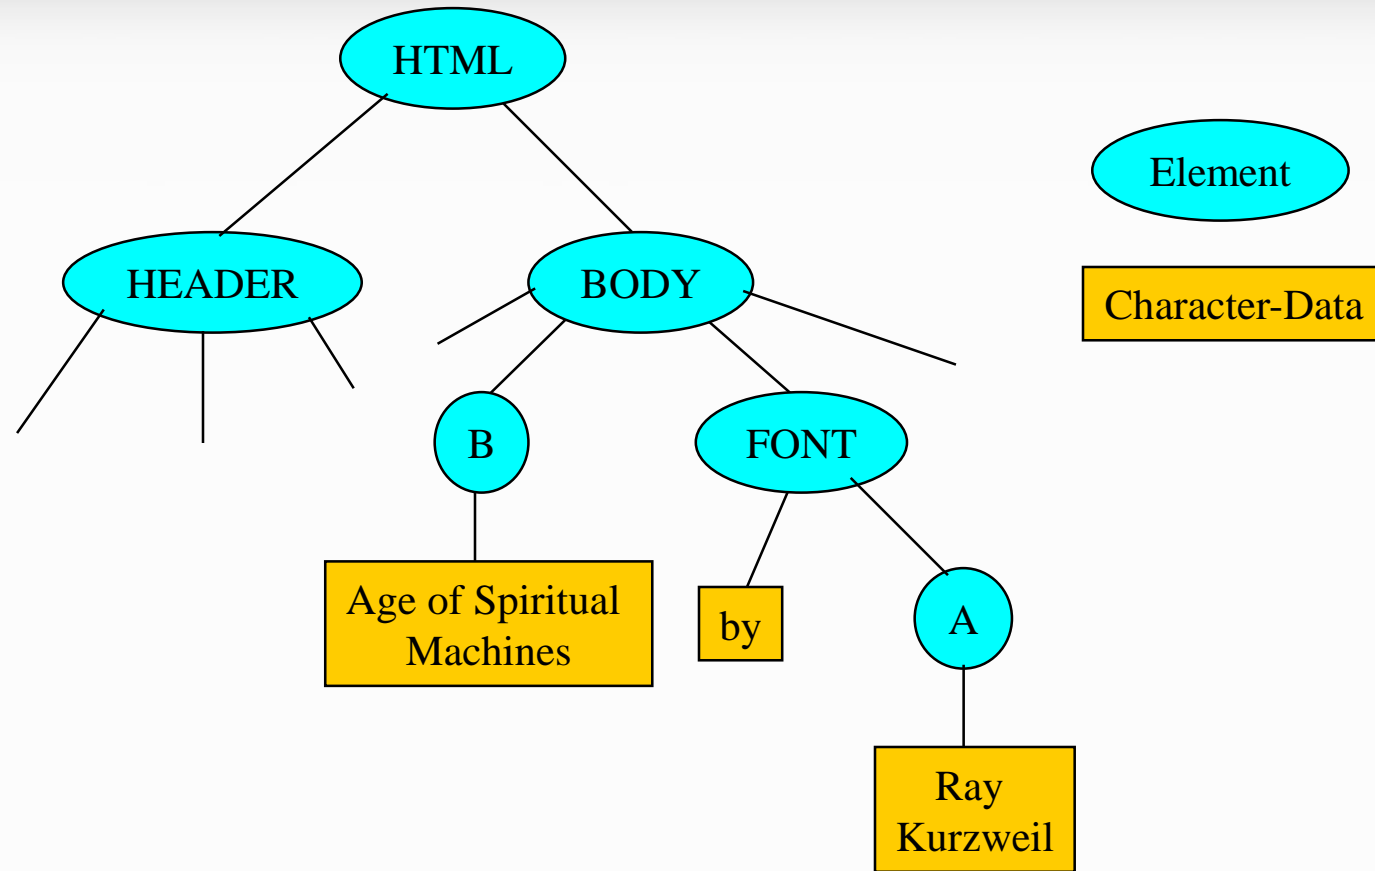 HTML
Element
HEADER
BODY
Character-Data
B
FONT
Age of Spiritual
Machines
by
A
Ray
Kurzweil